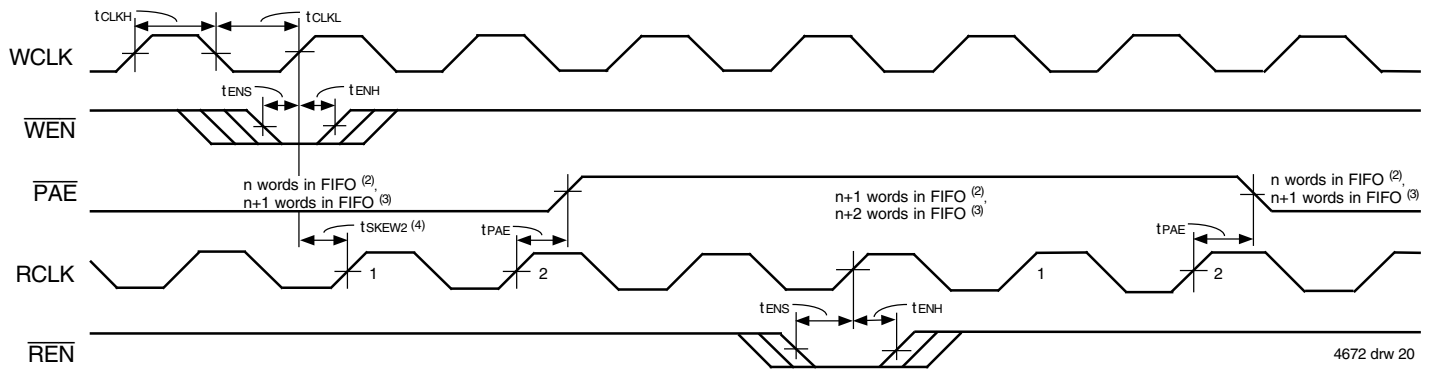 tCLKH
tCLKL
WCLK
tENS
tENH
WEN
n words in FIFO (2),
n+1 words in FIFO (3)
PAE
n+1 words in FIFO (2),
n+2 words in FIFO (3)
n words in FIFO (2),
n+1 words in FIFO (3)
tSKEW2 (4)
tPAE
tPAE
RCLK
1
2
1
2
tENS
tENH
REN
4672 drw 20